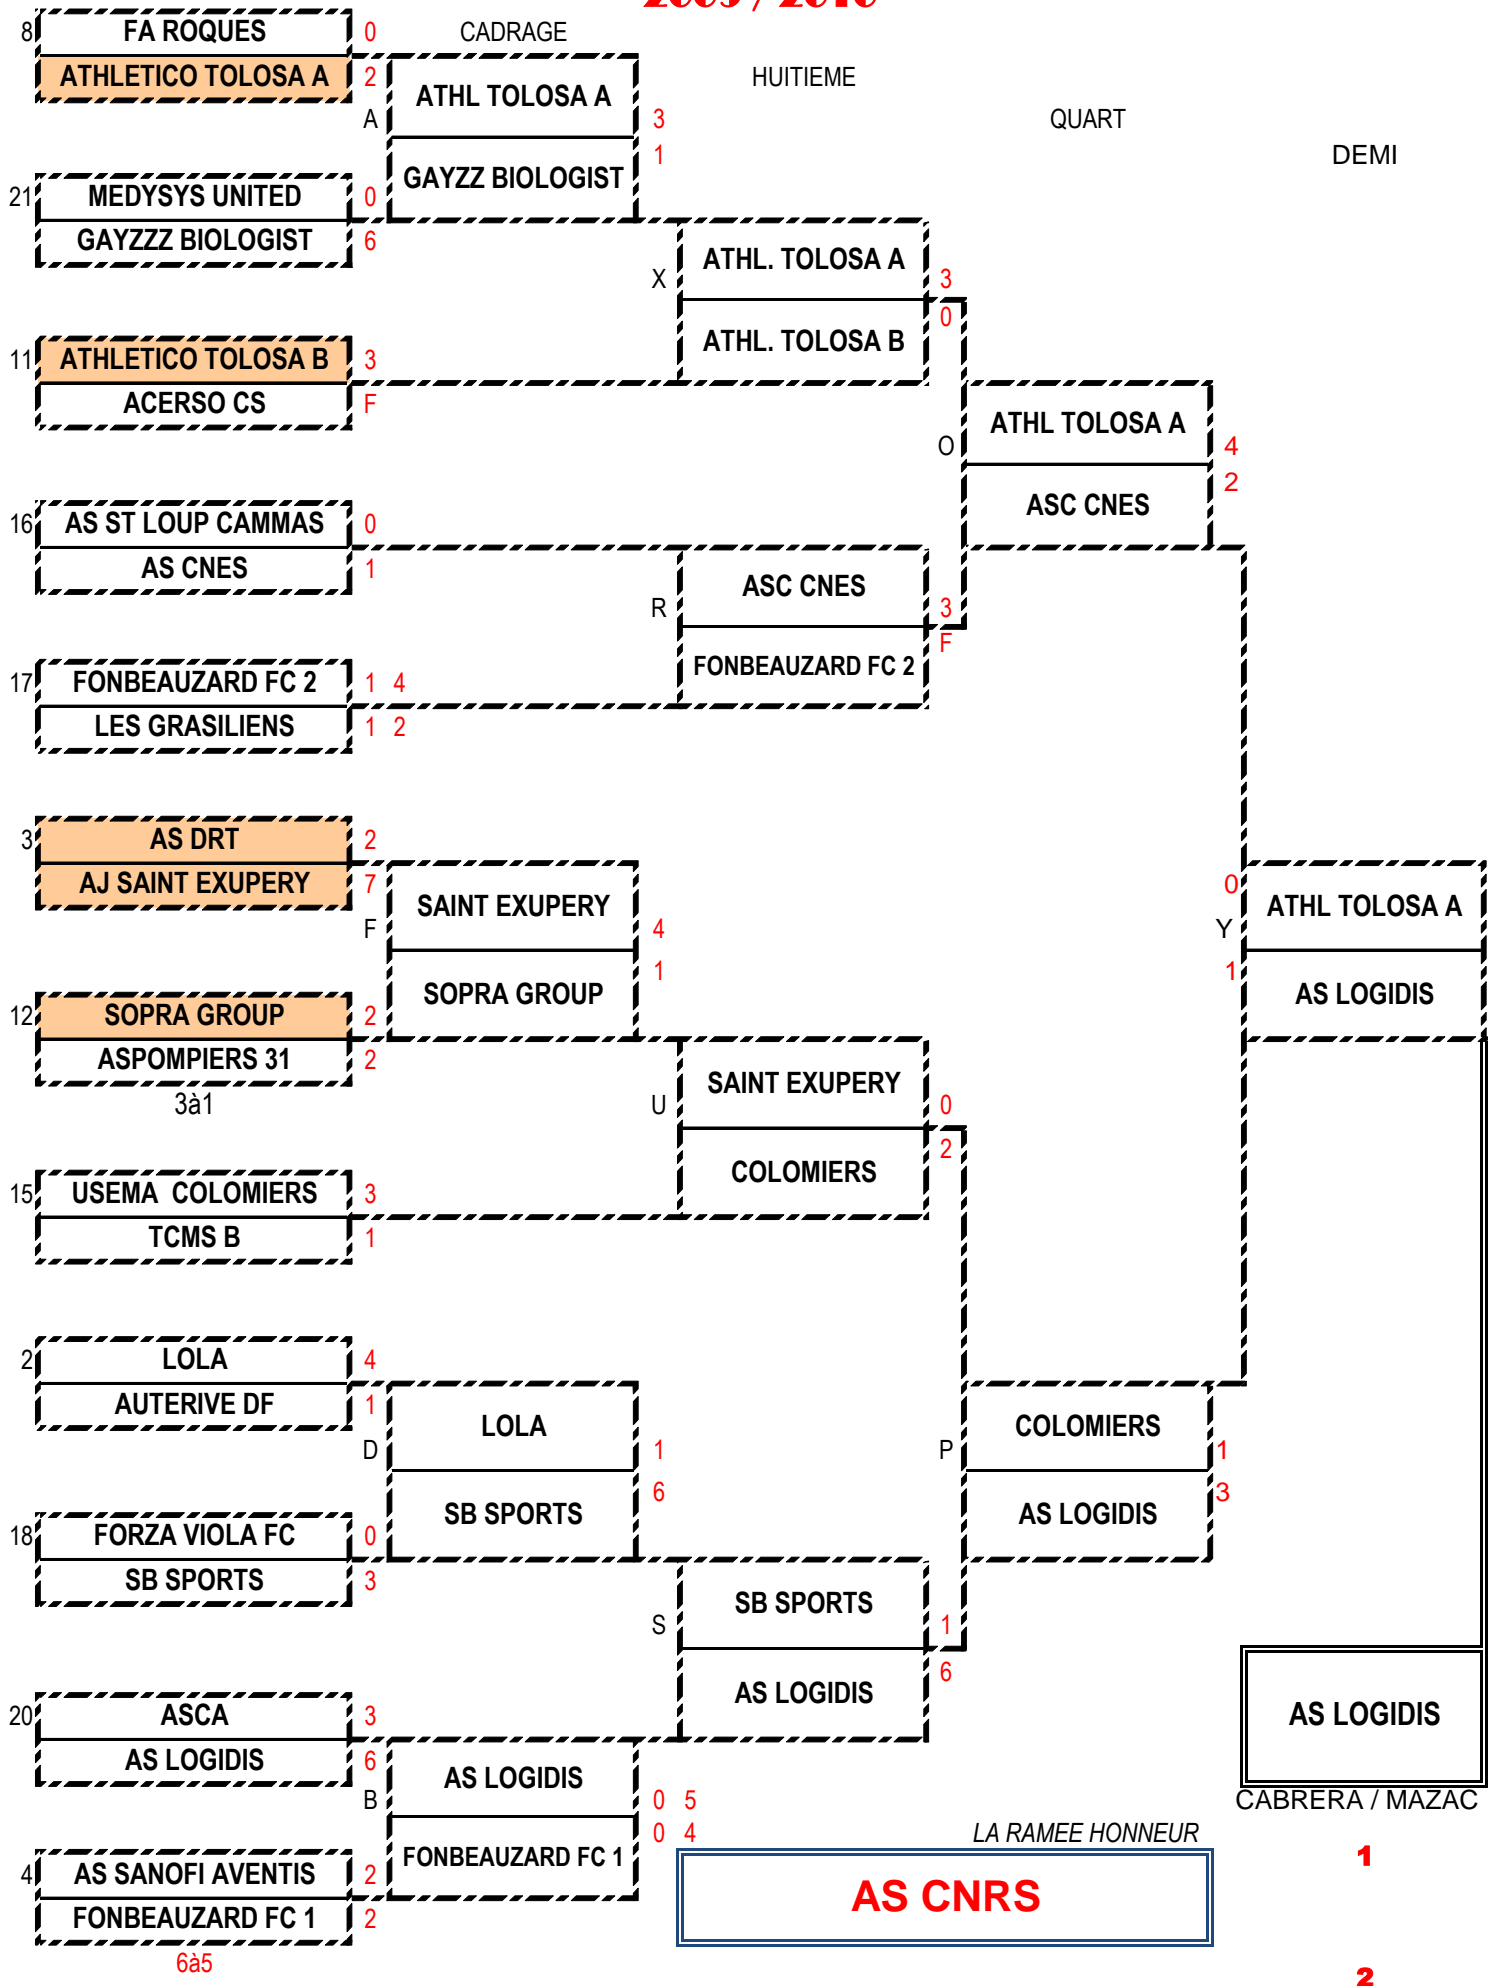 2009 / 2010
8 FA ROQUES 0 CADRAGE
ATHLETICO TOLOSA A 2 HUITIEME
ATHL TOLOSA A 3
A QUART
GAYZZ BIOLOGIST 1
DEMI
21 MEDYSYS UNITED 0
GAYZZZ BIOLOGIST 6
ATHL. TOLOSA A 3
X
ATHL. TOLOSA B 0
11 ATHLETICO TOLOSA B 3
ACERSO CS F
ATHL TOLOSA A 4
O
ASC CNES 2
16 AS ST LOUP CAMMAS 0
AS CNES 1
ASC CNES 3
R
FONBEAUZARD FC 2 F
17 FONBEAUZARD FC 2 1 4
LES GRASILIENS 1 2
3 AS DRT 2
AJ SAINT EXUPERY 7
SAINT EXUPERY 4
F
SOPRA GROUP 1
0 ATHL TOLOSA A
Y
1 AS LOGIDIS
12 SOPRA GROUP 2
ASPOMPIERS 31 2
3à1
SAINT EXUPERY 0
U
COLOMIERS 2
15 USEMA COLOMIERS 3
TCMS B 1
2 LOLA 4
AUTERIVE DF 1
LOLA 1
D
SB SPORTS 6
COLOMIERS 1
P
AS LOGIDIS 3
18 FORZA VIOLA FC 0
SB SPORTS 3
SB SPORTS 1
S
AS LOGIDIS 6
20 ASCA 3
AS LOGIDIS 6
AS LOGIDIS
AS LOGIDIS 0 5
B
FONBEAUZARD FC 1 0 4
CABRERA / MAZAC
LA RAMEE HONNEUR
1
4 AS SANOFI AVENTIS 2
FONBEAUZARD FC 1 2
6à5
AS CNRS
2